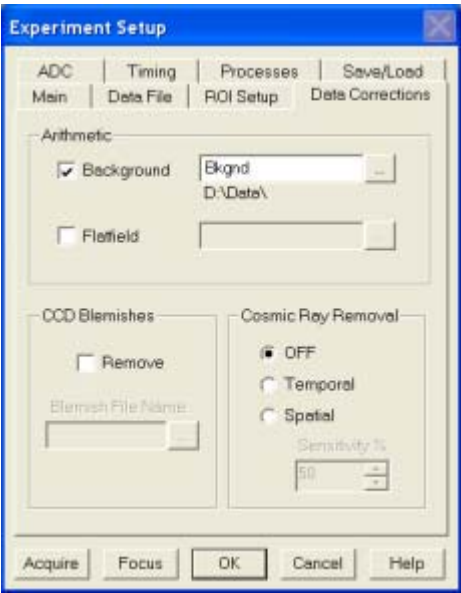 Experiment Setup
ADC Timing Processes Save/Load
Main Data File ROI Setup Data Corrections
Arithmetic
Background Bkgnd ...
D:\Data\
Flatfield ...
CCD Blemishes Cosmic Ray Removal
OFF
Remove
Temporal
Blemish File Name Spatial
... Sensitivity %
50
Acquire Focus OK Cancel Help